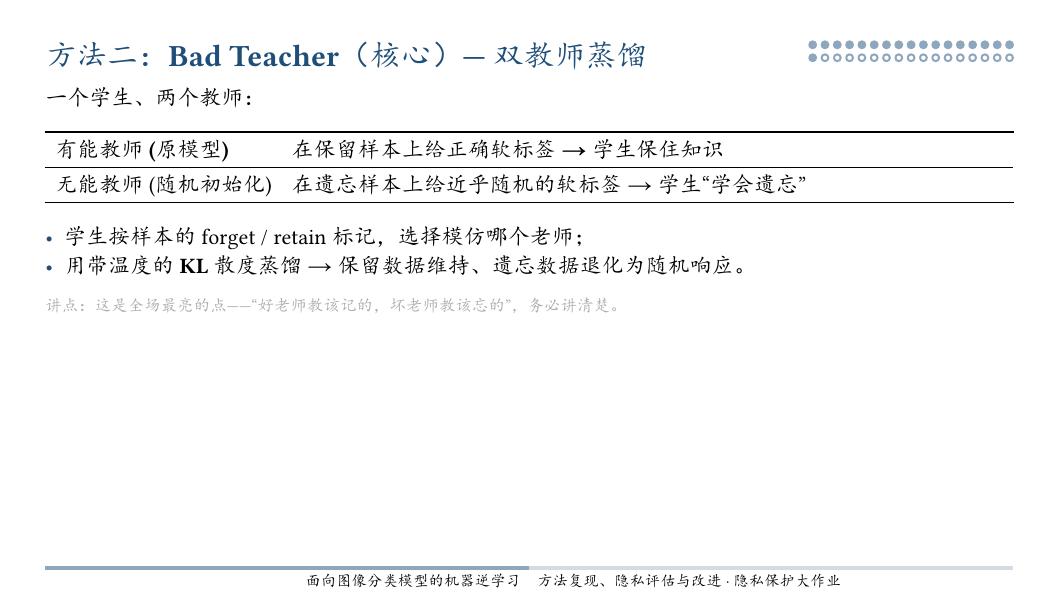 方法二：Bad Teacher（核心）— 双教师蒸馏
一个学生、两个教师：
有能教师 (原模型) 在保留样本上给正确软标签 → 学生保住知识
无能教师 (随机初始化) 在遗忘样本上给近乎随机的软标签 → 学生“学会遗忘”
• 学生按样本的 forget / retain 标记，选择模仿哪个老师；
• 用带温度的 KL 散度蒸馏 → 保留数据维持、遗忘数据退化为随机响应。
讲点：这是全场最亮的点——“好老师教该记的，坏老师教该忘的”，务必讲清楚。
面向图像分类模型的机器逆学习 方法复现、隐私评估与改进 · 隐私保护大作业